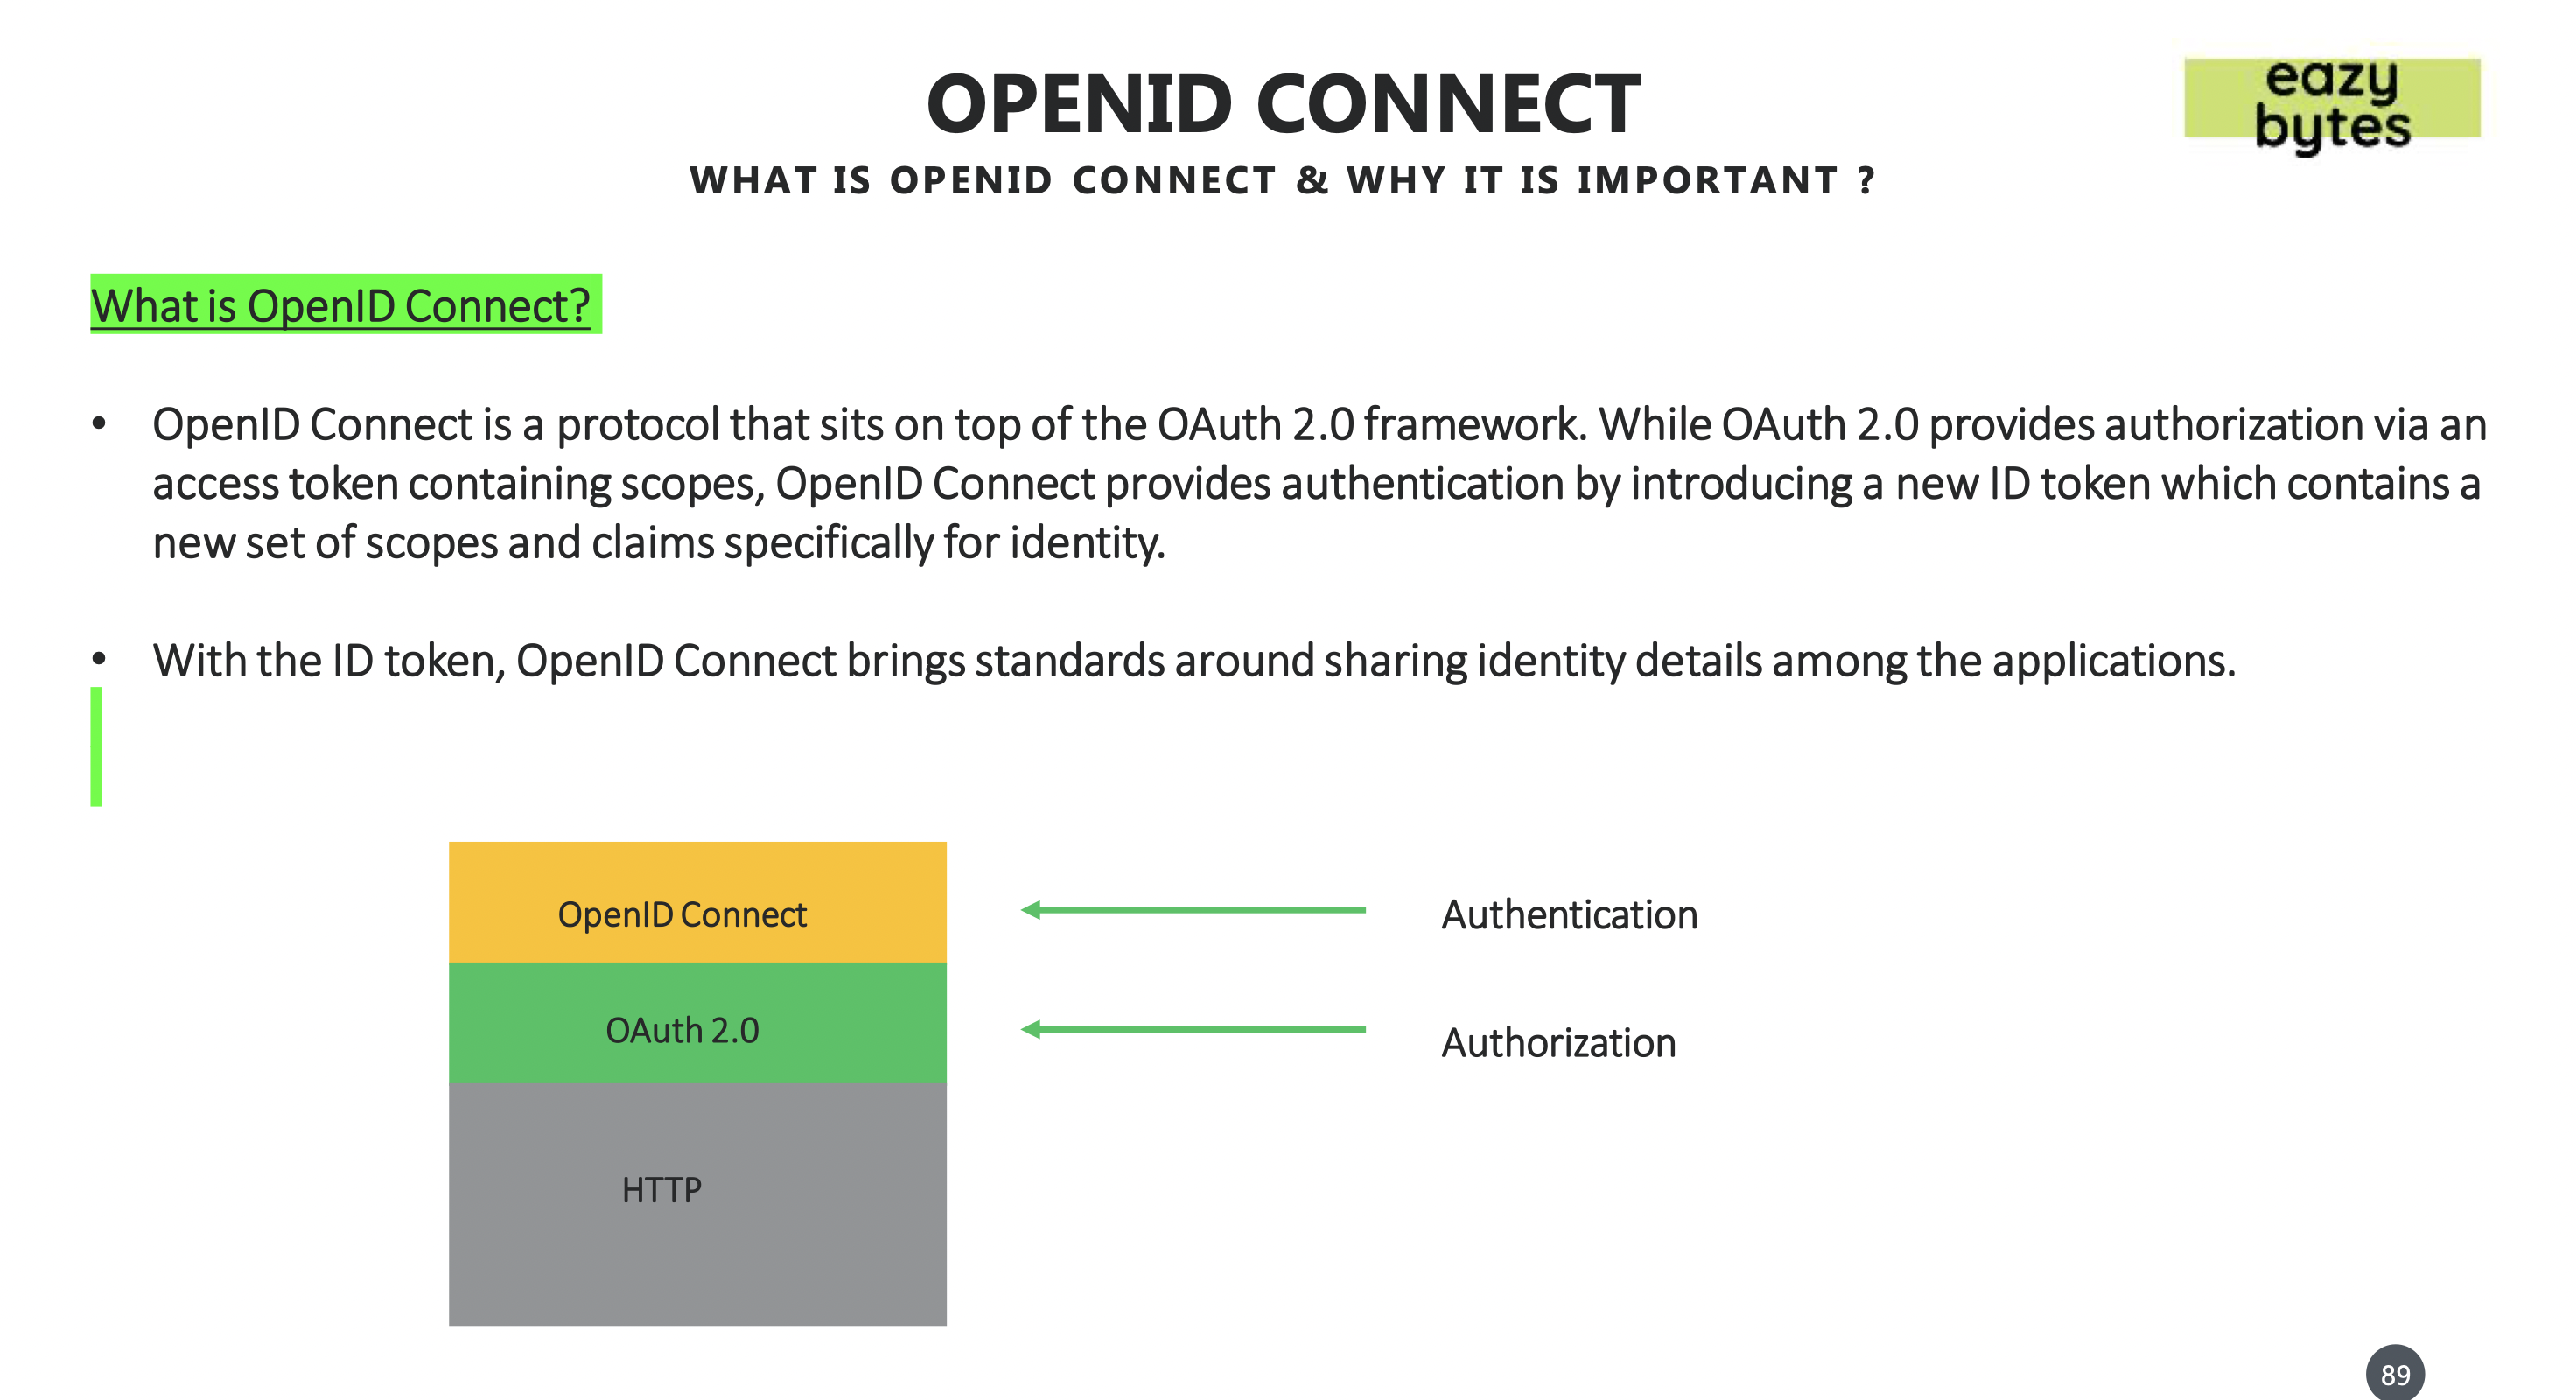 OPENID CONNECT
eazy
bytes
WHAT IS OPENID CONNECT & WHY IT IS IMPORTANT ?
What is OpenID Connect?
• OpenID Connect is a protocol that sits on top of the OAuth 2.0 framework. While OAuth 2.0 provides authorization via an
access token containing scopes, OpenID Connect provides authentication by introducing a new ID token which contains a
new set of scopes and claims specifically for identity.
• With the ID token, OpenID Connect brings standards around sharing identity details among the applications.
OpenID Connect
Authentication
OAuth 2.0
Authorization
HTTP
89